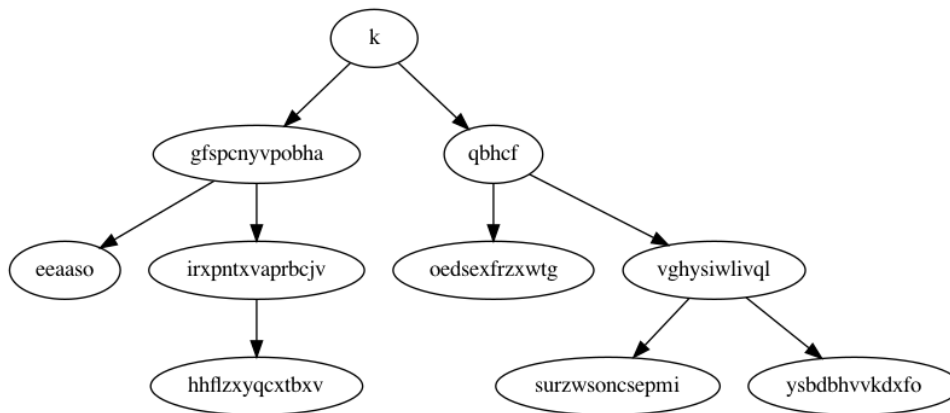 k
gfspcnyvpobha
qbhcf
eeaaso
irxpntxvaprbcjv
oedsexfrzxwtg
vghysiwlivql
hhflzxyqcxtbxv
surzwsoncsepmi
ysbdbhvvkdxfo